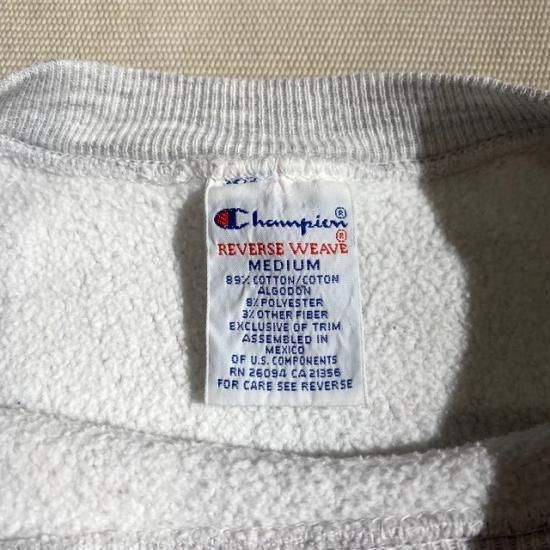 Champion®
REVERSE WEAVE®
MEDIUM
89% COTTON/COTON
ALGODON
8% POLYESTER
3% OTHER FIBER
EXCLUSIVE OF TRIM
ASSEMBLED IN
MEXICO
OF U.S. COMPONENTS
RN 26094 CA 21356
FOR CARE SEE REVERSE